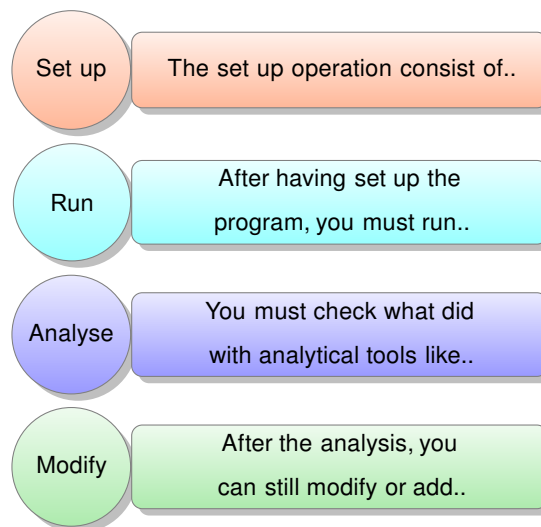 Set up
The set up operation consist of..
Run
After having set up the
program, you must run..
Analyse
You must check what did
with analytical tools like..
Modify
After the analysis, you
can still modify or add..